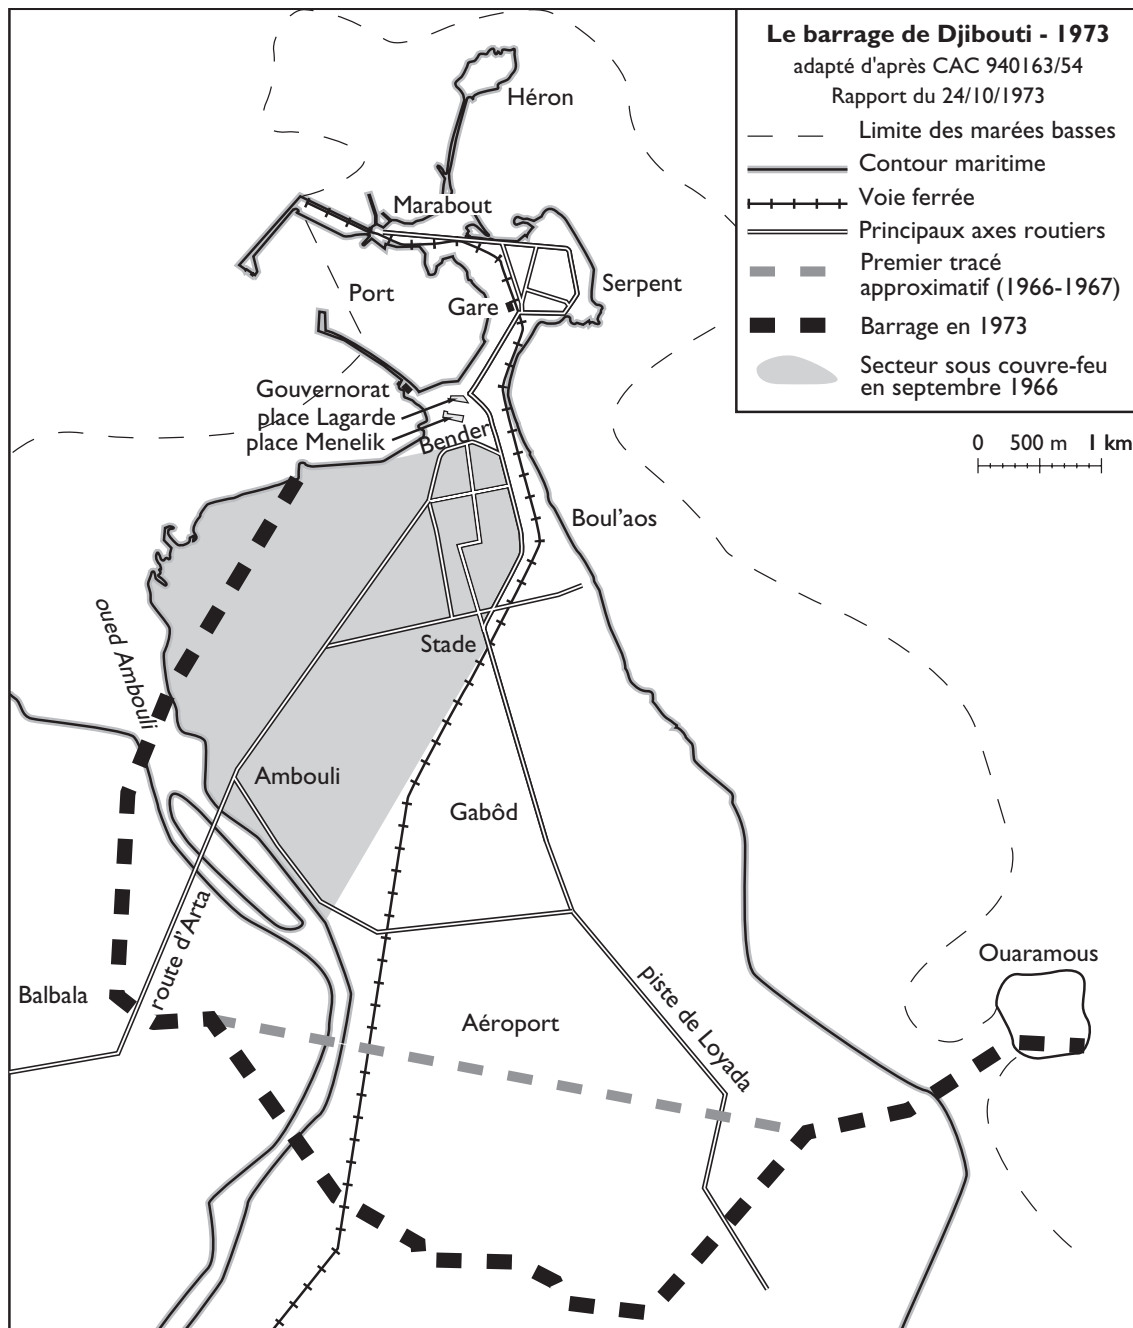 Le barrage de Djibouti - 1973
adapté d'après CAC 940163/54
Rapport du 24/10/1973
Limite des marées basses
Contour maritime
Voie ferrée
Principaux axes routiers
Premier tracé
approximatif (1966-1967)
Barrage en 1973
Secteur sous couvre-feu
en septembre 1966
0 500 m 1 km
Héron
Marabout
Serpent
Port
Gare
Gouvernorat
place Lagarde
place Menelik
Bender
Boul'aos
oued Ambouli
Stade
Ambouli
Gabôd
route d'Arta
Balbala
Ouaramous
Aéroport
piste de Loyada